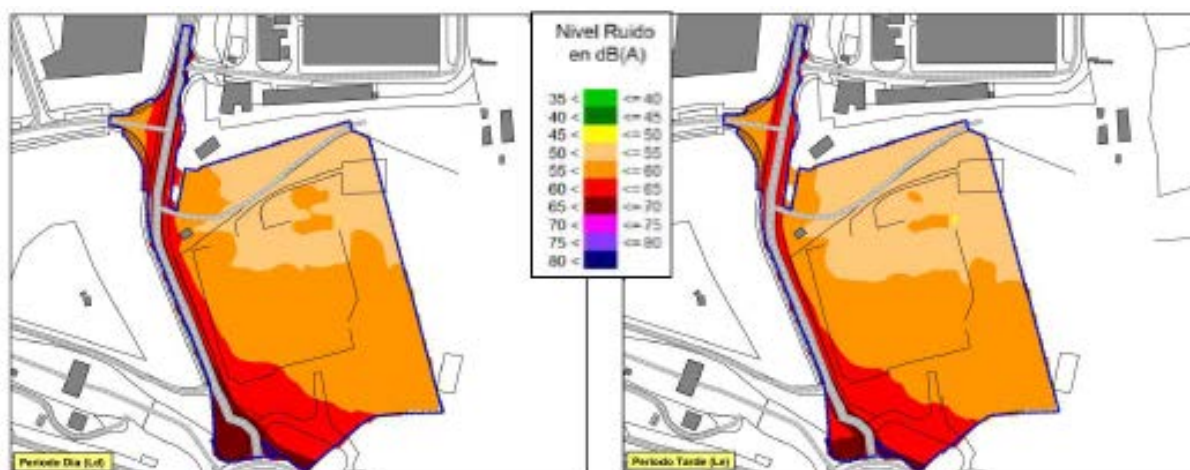 Nivel Ruido
en dB(A)
35 < <= 40
40 < <= 45
45 < <= 50
50 < <= 55
55 < <= 60
60 < <= 65
65 < <= 70
70 < <= 75
75 < <= 80
80 <
Periodo Dia (Ld)
Periodo Tarde (Le)